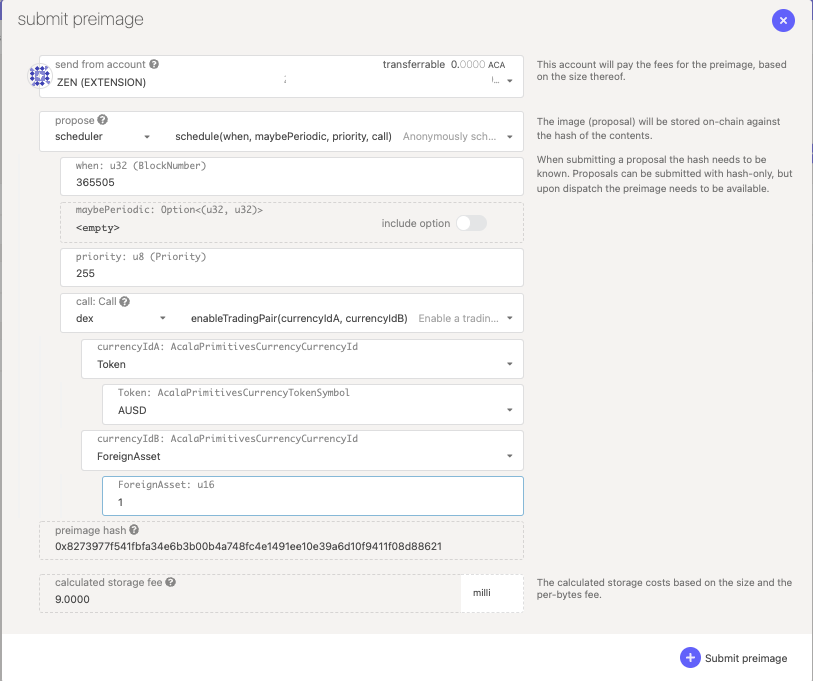 submit preimage
send from account
transferrable 0.0000 ACA
ZEN (EXTENSION)
This account will pay the fees for the preimage, based
on the size thereof.
propose
scheduler
schedule(when, maybePeriodic, priority, call) Anonymously sch...
The image (proposal) will be stored on-chain against
the hash of the contents.
When submitting a proposal the hash needs to be
known. Proposals can be submitted with hash-only, but
upon dispatch the preimage needs to be available.
when: u32 (BlockNumber)
365505
maybePeriodic: Option<(u32, u32)>
<empty>
include option
priority: u8 (Priority)
255
call: Call
dex
enableTradingPair(currencyIdA, currencyIdB) Enable a tradin...
currencyIdA: AcalaPrimitivesCurrencyCurrencyId
Token
Token: AcalaPrimitivesCurrencyTokenSymbol
AUSD
currencyIdB: AcalaPrimitivesCurrencyCurrencyId
ForeignAsset
ForeignAsset: u16
1
preimage hash
0x8273977f541fbfa34e6b3b00b4a748fc4e1491ee10e39a6d10f9411f08d88621
calculated storage fee
9.0000
milli
The calculated storage costs based on the size and the
per-bytes fee.
Submit preimage